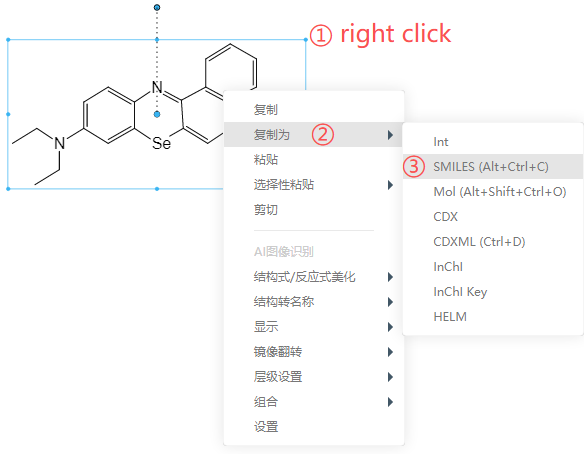 ① right click
N
N
Se
复制
复制为 ②
粘贴
选择性粘贴
剪切
AI图像识别
结构式/反应式美化
结构转名称
显示
镜像翻转
层级设置
组合
设置
Int
③ SMILES (Alt+Ctrl+C)
Mol (Alt+Shift+Ctrl+O)
CDX
CDXML (Ctrl+D)
InChI
InChI Key
HELM